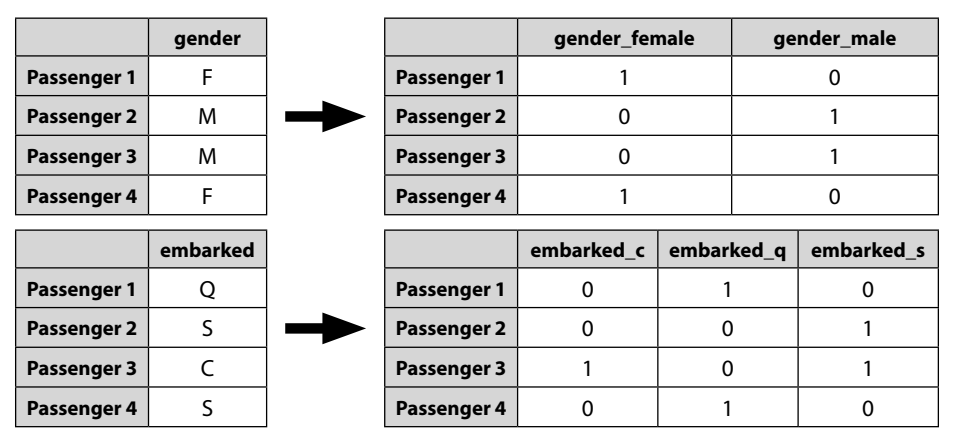 gender
Passenger 1 F
Passenger 2 M
Passenger 3 M
Passenger 4 F
gender_female gender_male
Passenger 1 1 0
Passenger 2 0 1
Passenger 3 0 1
Passenger 4 1 0
embarked
Passenger 1 Q
Passenger 2 S
Passenger 3 C
Passenger 4 S
embarked_c embarked_q embarked_s
Passenger 1 0 1 0
Passenger 2 0 0 1
Passenger 3 1 0 1
Passenger 4 0 1 0